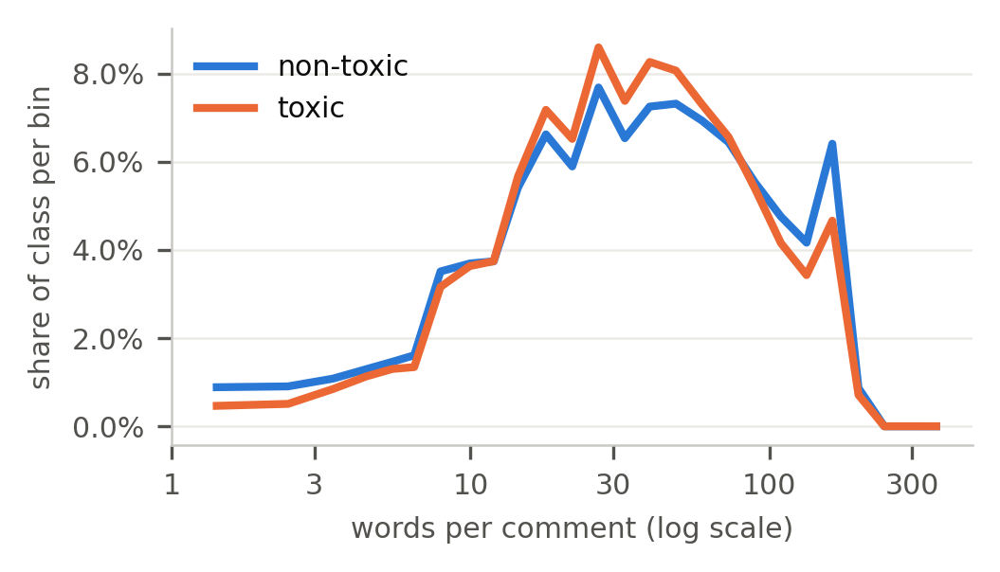 non-toxic
toxic
share of class per bin
8.0%
6.0%
4.0%
2.0%
0.0%
1 3 10 30 100 300
words per comment (log scale)